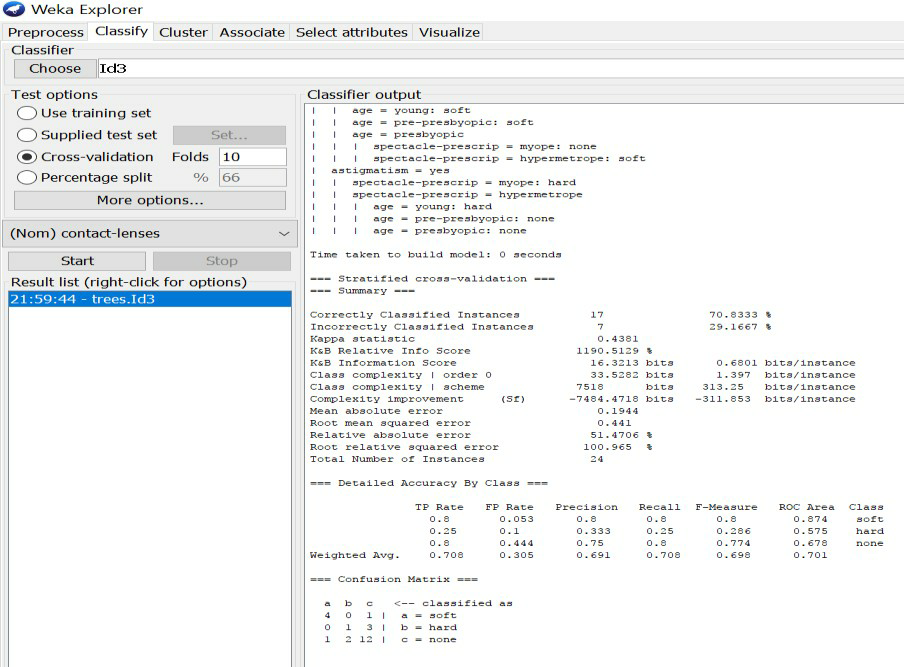 Weka Explorer
Preprocess Classify Cluster Associate Select attributes Visualize
Classifier
Choose Id3
Test options
Use training set
Supplied test set Set...
Cross-validation Folds 10
Percentage split % 66
More options...
(Nom) contact-lenses
Start Stop
Result list (right-click for options)
21:59:44 - trees.Id3
Classifier output
|  |  age = young: soft
|  |  age = pre-presbyopic: soft
|  |  age = presbyopic
|  |  |  spectacle-prescrip = myope: none
|  |  |  spectacle-prescrip = hypermetrope: soft
|  astigmatism = yes
|  |  spectacle-prescrip = myope: hard
|  |  spectacle-prescrip = hypermetrope
|  |  |  age = young: hard
|  |  |  age = pre-presbyopic: none
|  |  |  age = presbyopic: none
Time taken to build model: 0 seconds
=== Stratified cross-validation ===
=== Summary ===
Correctly Classified Instances 17 70.8333 %
Incorrectly Classified Instances 7 29.1667 %
Kappa statistic 0.4381
K&B Relative Info Score 1190.5129 %
K&B Information Score 16.3213 bits 0.6801 bits/instance
Class complexity | order 0 33.5282 bits 1.397 bits/instance
Class complexity | scheme 7518 bits 313.25 bits/instance
Complexity improvement (Sf) -7484.4718 bits -311.853 bits/instance
Mean absolute error 0.1944
Root mean squared error 0.441
Relative absolute error 51.4706 %
Root relative squared error 100.965 %
Total Number of Instances 24
=== Detailed Accuracy By Class ===
TP Rate FP Rate Precision Recall F-Measure ROC Area Class
0.8 0.053 0.8 0.8 0.8 0.874 soft
0.25 0.1 0.333 0.25 0.286 0.575 hard
0.8 0.444 0.75 0.8 0.774 0.678 none
Weighted Avg. 0.708 0.305 0.691 0.708 0.698 0.701
=== Confusion Matrix ===
a b c <-- classified as
4 0 1 | a = soft
0 1 3 | b = hard
1 2 12 | c = none